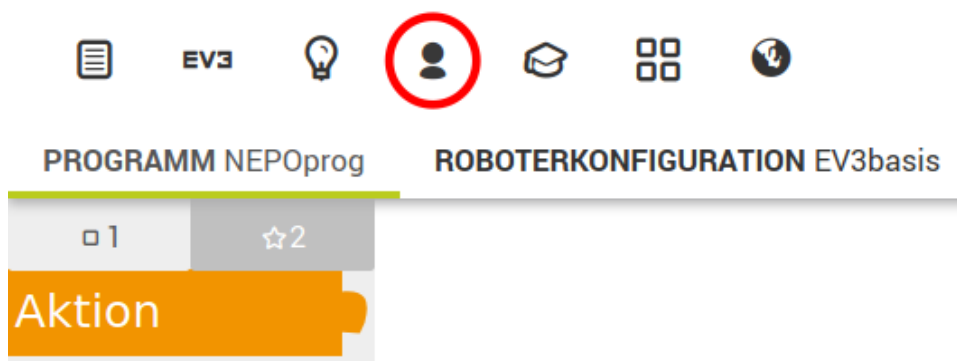 EV3
PROGRAMM NEPOprog ROBOTERKONFIGURATION EV3basis
1 2
Aktion